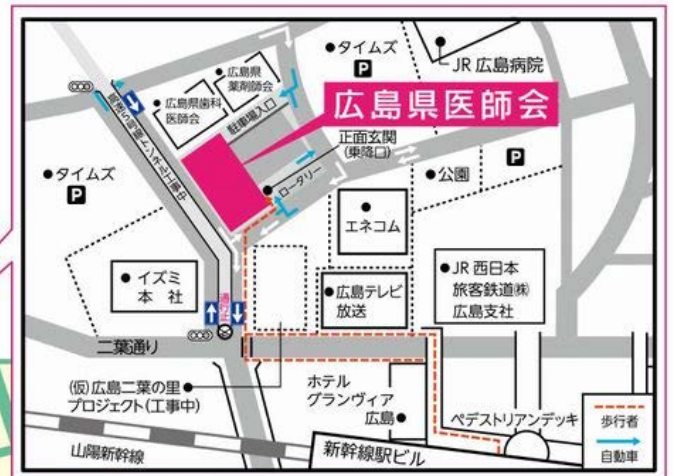 タイムズ
P
JR 広島病院
広島県
薬剤師会
広島県歯科
医師会
駐車場入口
広島県医師会
正面玄関
(乗降口)
ロータリー
公園
P
タイムズ
P
エネコム
イズミ
本社
広島テレビ
放送
JR 西日本
旅客鉄道㈱
広島支社
二葉通り
(仮)広島二葉の里
プロジェクト(工事中)
ホテル
グランヴィア
広島
ペデストリアンデッキ
歩行者
自動車
山陽新幹線
新幹線駅ビル